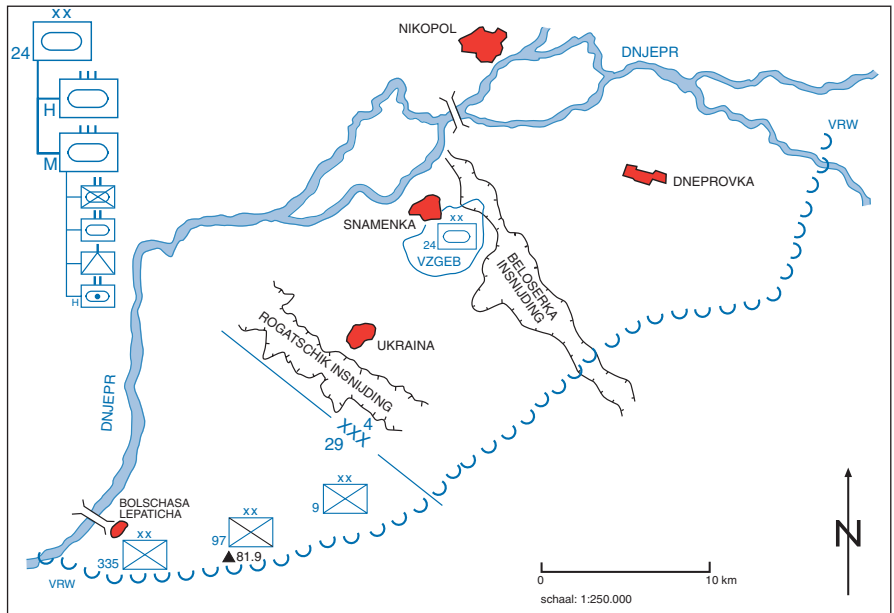 XX
24
H
M
H
NIKOPOL
DNJEPR
VRW
DNEPROVKA
SNAMENKA
XX
24
VZGEB
BELOSERKA
INSNIJDING
UKRAINA
ROGATSCHIK INSNIJDING
DNJEPR
4
XXX
29
XX
9
BOLSCHASA
LEPATICHA
XX
97
81.9
XX
335
VRW
N
0
10 km
schaal: 1:250.000